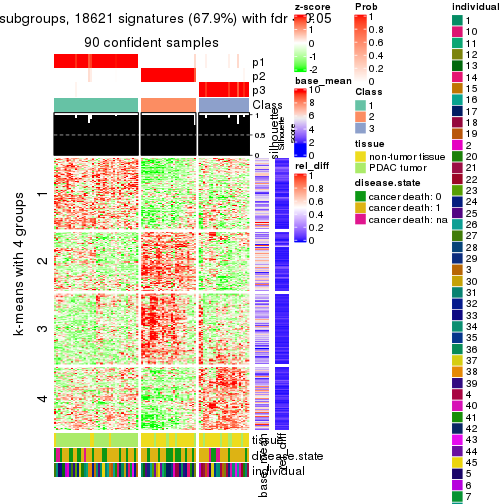 subgroups, 18621 signatures (67.9%) with fdr < 0.05
90 confident samples
p1
p2
p3
Class
1
0.5
0
silhouette
score
k-means with 4 groups
1
2
3
4
tissue
disease.state
individual
base_mean
rel_diff
z-score
2
1
0
-1
-2
base_mean
10
8
6
4
2
0
rel_diff
1
0.8
0.6
0.4
0.2
0
Prob
1
0.8
0.6
0.4
0.2
0
Class
1
2
3
tissue
non-tumor tissue
PDAC tumor
disease.state
cancer death: 0
cancer death: 1
cancer death: na
individual
1
10
11
12
13
14
15
16
17
18
19
2
20
21
22
23
24
25
26
27
28
29
3
30
31
32
33
34
35
36
37
38
39
4
40
41
42
43
44
45
5
6
7